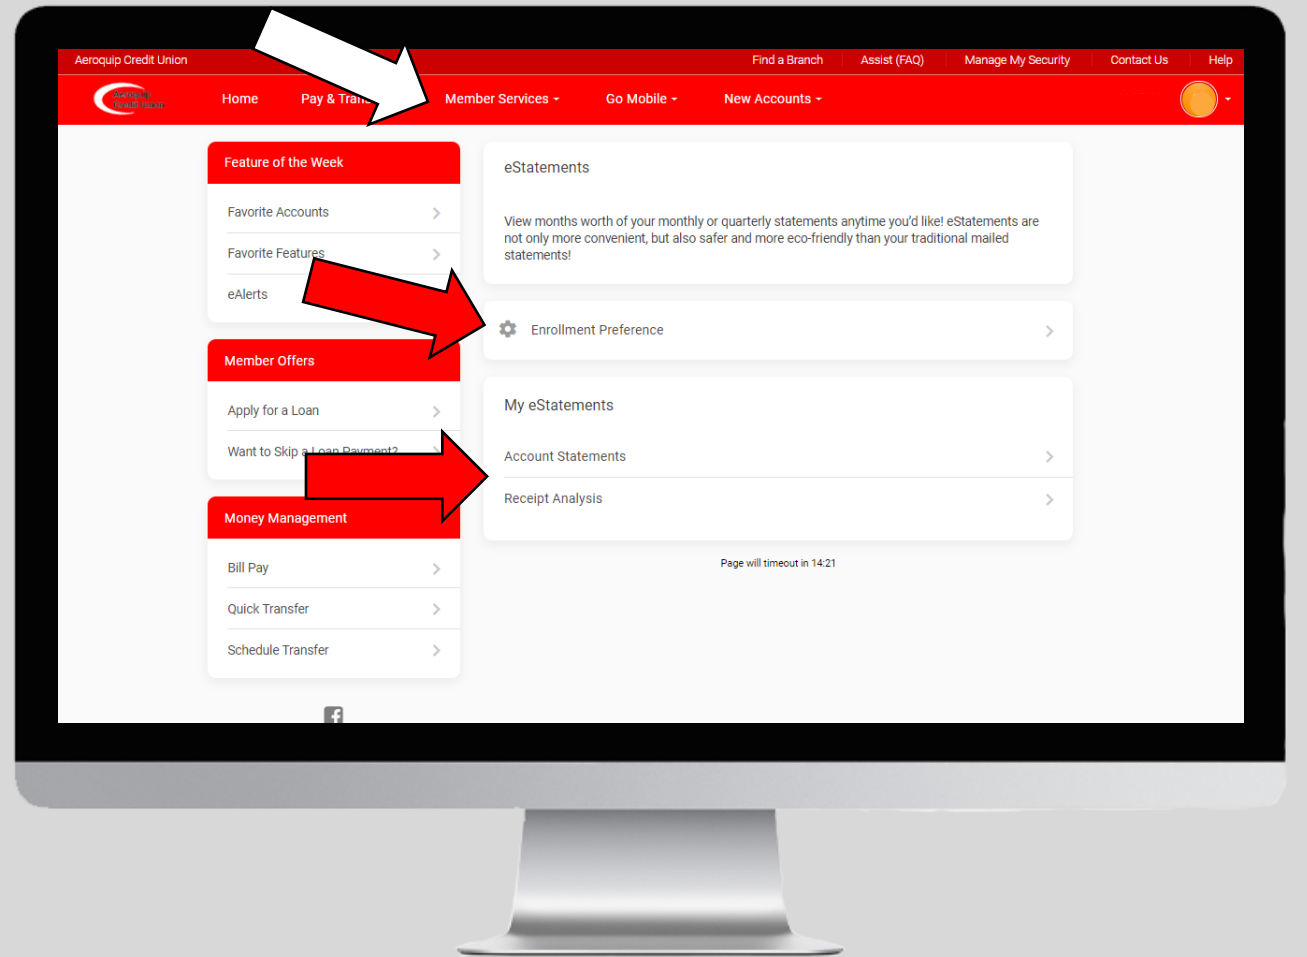 Aeroquip Credit Union
Find a Branch
Assist (FAQ)
Manage My Security
Contact Us
Help
Aeroquip
Credit Union
Home
Pay &
Member Services
Go Mobile
New Accounts
Feature of the Week
Favorite Accounts
Favorite Features
eAlerts
Member Offers
Apply for a Loan
Want to Skip a Loan Payment?
Money Management
Bill Pay
Quick Transfer
Schedule Transfer
eStatements
View months worth of your monthly or quarterly statements anytime you'd like! eStatements are
not only more convenient, but also safer and more eco-friendly than your traditional mailed
statements!
Enrollment Preference
My eStatements
Account Statements
Receipt Analysis
Page will timeout in 14:21